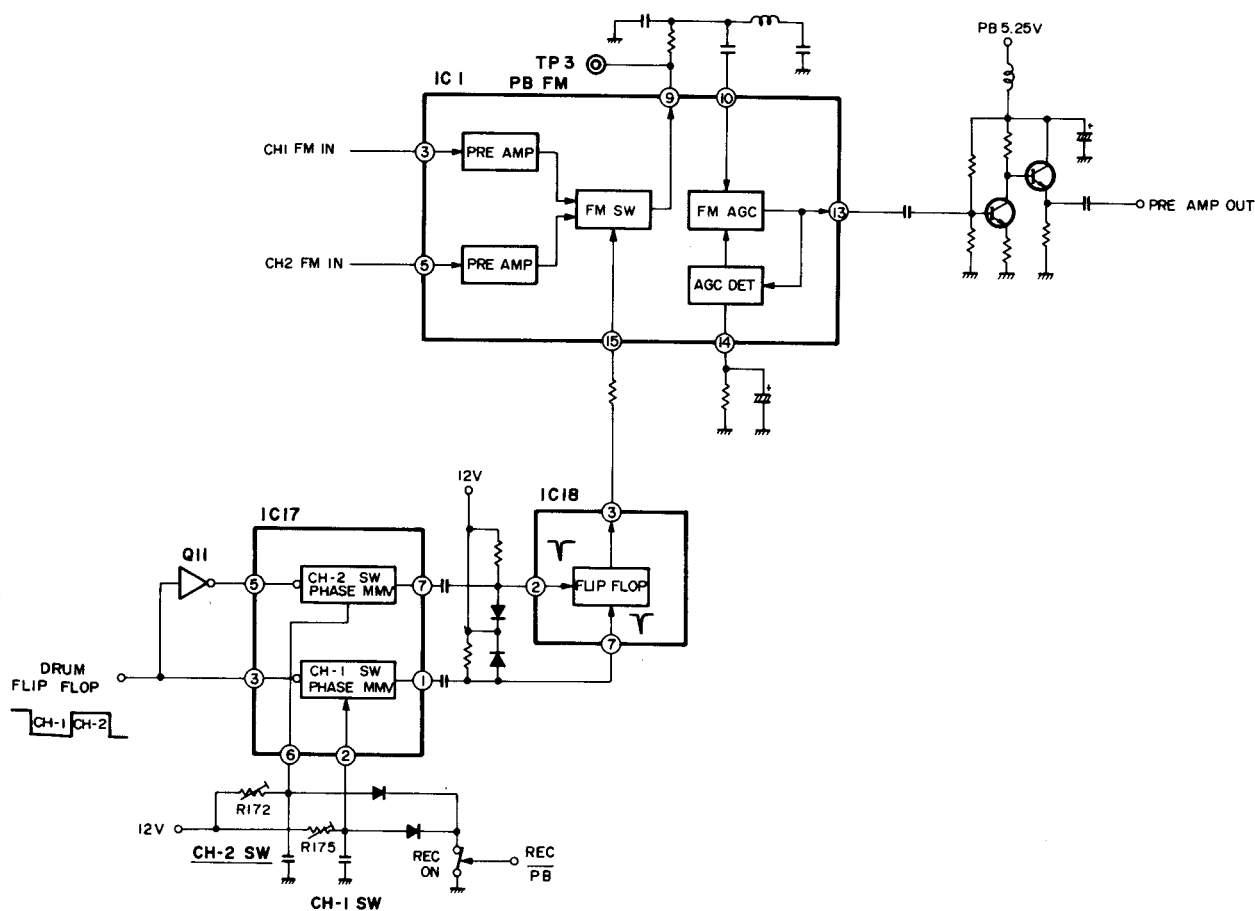 PB 5.25V
TP 3
IC 1
PB FM
9
10
CH1 FM IN
3
PRE AMP
FM SW
FM AGC
13
PRE AMP OUT
CH2 FM IN
5
PRE AMP
AGC DET
15
14
+
+
12V
IC18
3
IC17
Q11
5
CH-2 SW
PHASE MMV
7
2
FLIP FLOP
7
DRUM
FLIP FLOP
3
CH-1 SW
PHASE MMV
1
CH-1 CH-2
6
2
R172
12V
R175
CH-2 SW
REC
ON
REC
PB
CH-1 SW